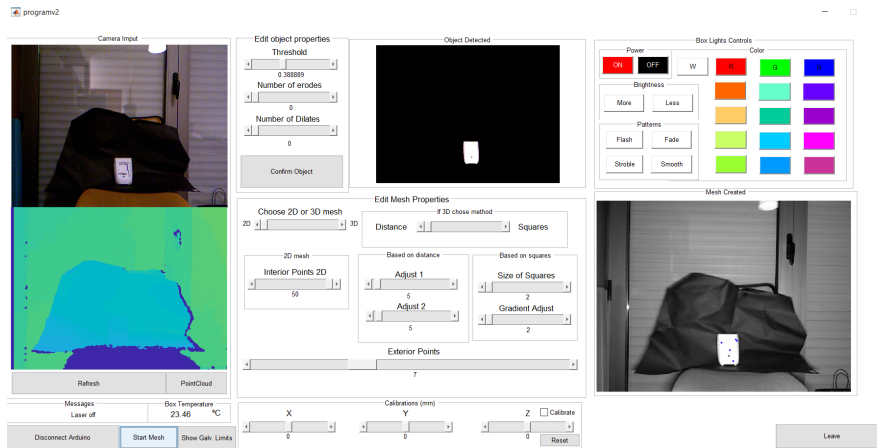 programv2
Camera Imput
Edit object properties
Threshold
0.388889
Number of erodes
0
Number of Dilates
0
Confirm Object
Object Detected
Box Lights Controls
Power
ON OFF
Brightness
More Less
Patterns
Flash Fade
Stroble Smooth
Color
W R G B
Edit Mesh Properties
Choose 2D or 3D mesh
2D 3D
If 3D chose method
Distance Squares
2D mesh
Interior Points 2D
50
Based on distance
Adjust 1
5
Adjust 2
5
Based on squares
Size of Squares
2
Gradient Adjust
2
Exterior Points
7
Mesh Created
Refresh PointCloud
Messages
Laser off
Box Temperature
23.46 ºC
Disconnect Arduino Start Mesh Show Galv. Limits
Calibrations (mm)
X Y Z
0 0 0
Calibrate
Reset
Leave